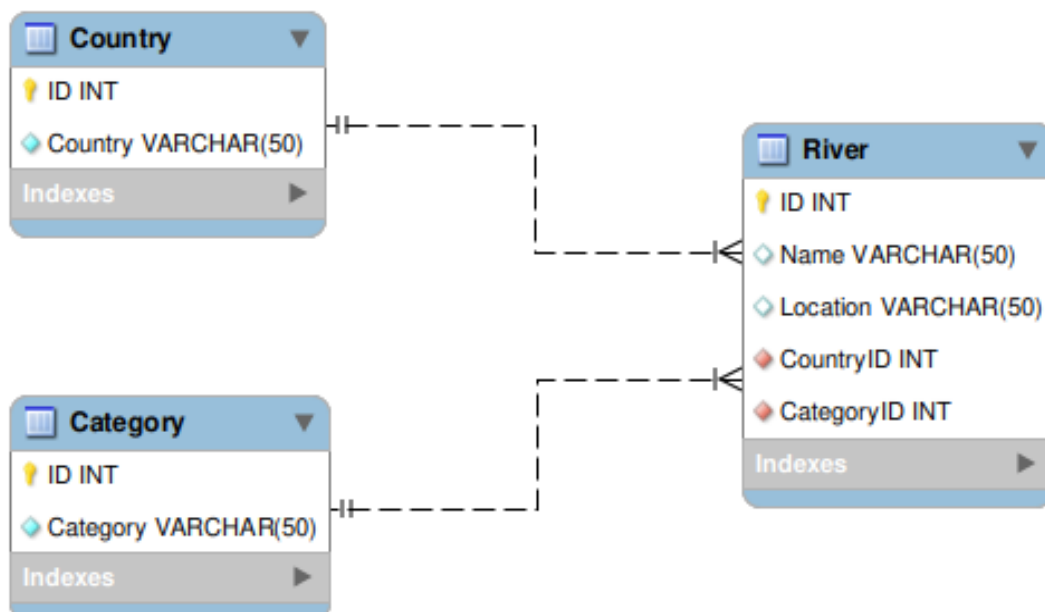 Country
ID INT
Country VARCHAR(50)
Indexes
River
ID INT
Name VARCHAR(50)
Location VARCHAR(50)
CountryID INT
CategoryID INT
Indexes
Category
ID INT
Category VARCHAR(50)
Indexes